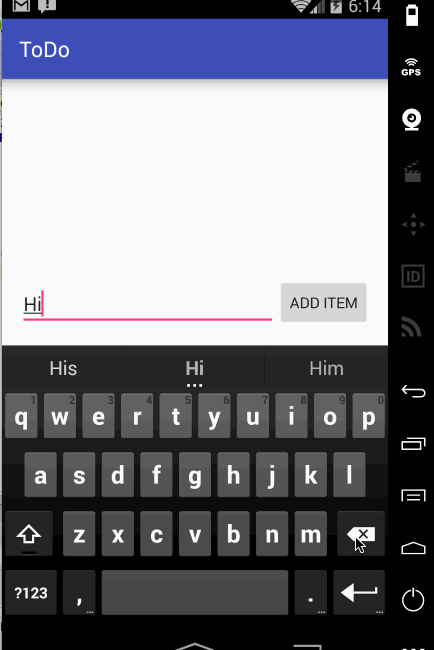 6:14
ToDo
GPS
Hi
ADD ITEM
ID
His Hi Him
1 2 3 4 5 6 7 8 9 0
q w e r t y u i o p
a s d f g h j k l
z x c v b n m
?123 , ... . ... ...